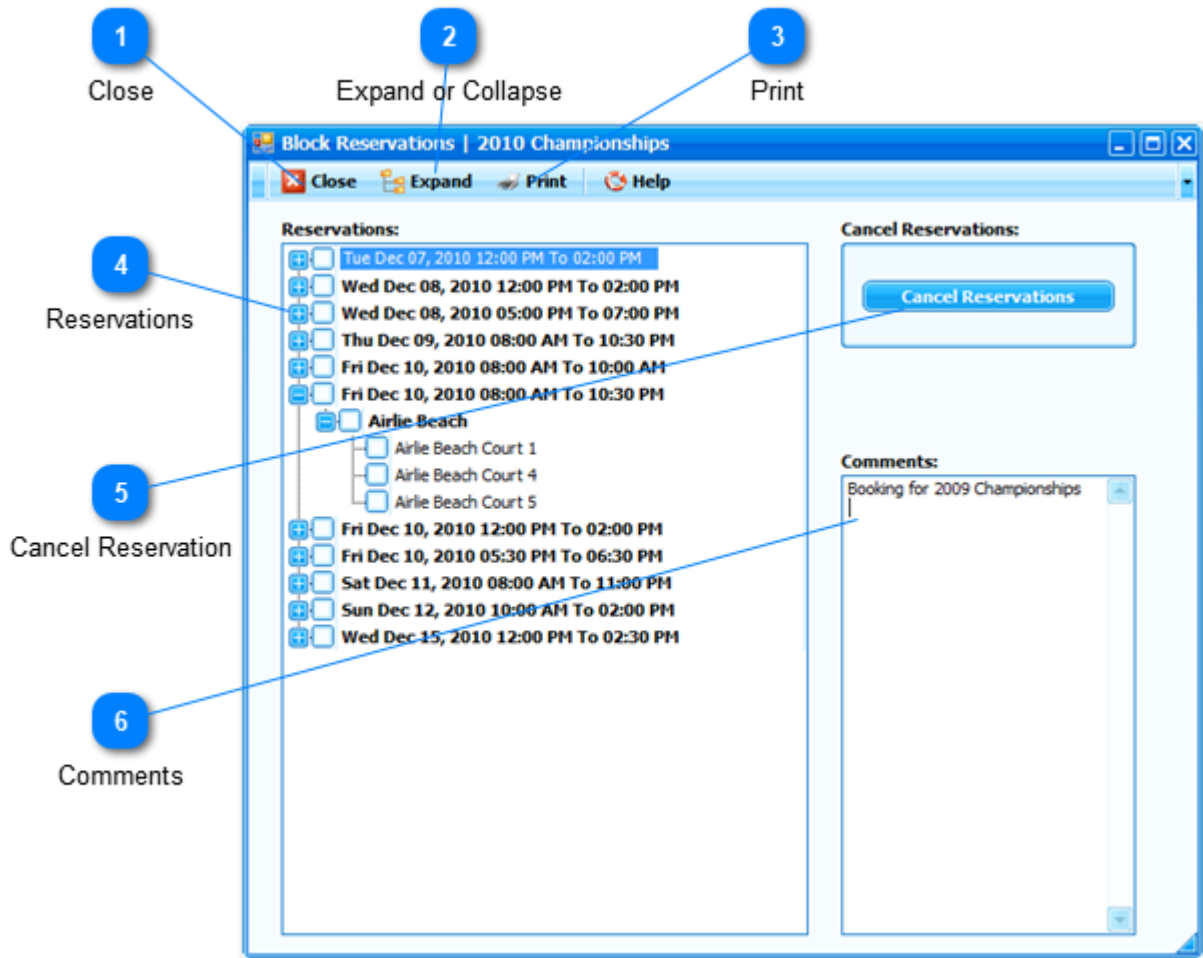 1 2 3
Close Expand or Collapse Print
Block Reservations | 2010 Championships
Close Expand Print Help
Reservations:
Tue Dec 07, 2010 12:00 PM To 02:00 PM
Wed Dec 08, 2010 12:00 PM To 02:00 PM
Wed Dec 08, 2010 05:00 PM To 07:00 PM
Thu Dec 09, 2010 08:00 AM To 10:30 PM
Fri Dec 10, 2010 08:00 AM To 10:00 AM
Fri Dec 10, 2010 08:00 AM To 10:30 PM
Airlie Beach
Airlie Beach Court 1
Airlie Beach Court 4
Airlie Beach Court 5
Fri Dec 10, 2010 12:00 PM To 02:00 PM
Fri Dec 10, 2010 05:30 PM To 06:30 PM
Sat Dec 11, 2010 08:00 AM To 11:00 PM
Sun Dec 12, 2010 10:00 AM To 02:00 PM
Wed Dec 15, 2010 12:00 PM To 02:30 PM
Cancel Reservations:
Cancel Reservations
Comments:
Booking for 2009 Championships
4
Reservations
5
Cancel Reservation
6
Comments